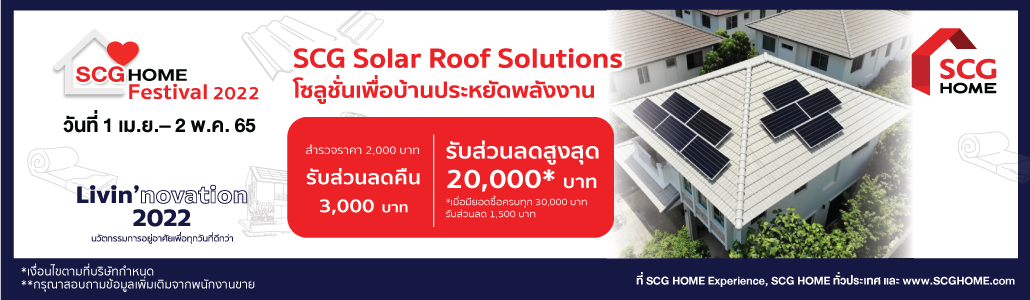 SCG HOME
Festival 2022
วันที่ 1 เม.ย.– 2 พ.ค. 65
Livin'novation
2022
นวัตกรรมการอยู่อาศัยเพื่อทุกวันที่ดีกว่า
SCG Solar Roof Solutions
โซลูชั่นเพื่อบ้านประหยัดพลังงาน
สำรวจราคา 2,000 บาท
รับส่วนลดคืน
3,000 บาท
รับส่วนลดสูงสุด
20,000* บาท
*เมื่อมียอดซื้อครบทุก 30,000 บาท
รับส่วนลด 1,500 บาท
SCG
HOME
*เงื่อนไขตามที่บริษัทกำหนด
**กรุณาสอบถามข้อมูลเพิ่มเติมจากพนักงานขาย
ที่ SCG HOME Experience, SCG HOME ทั่วประเทศ และ www.SCGHOME.com